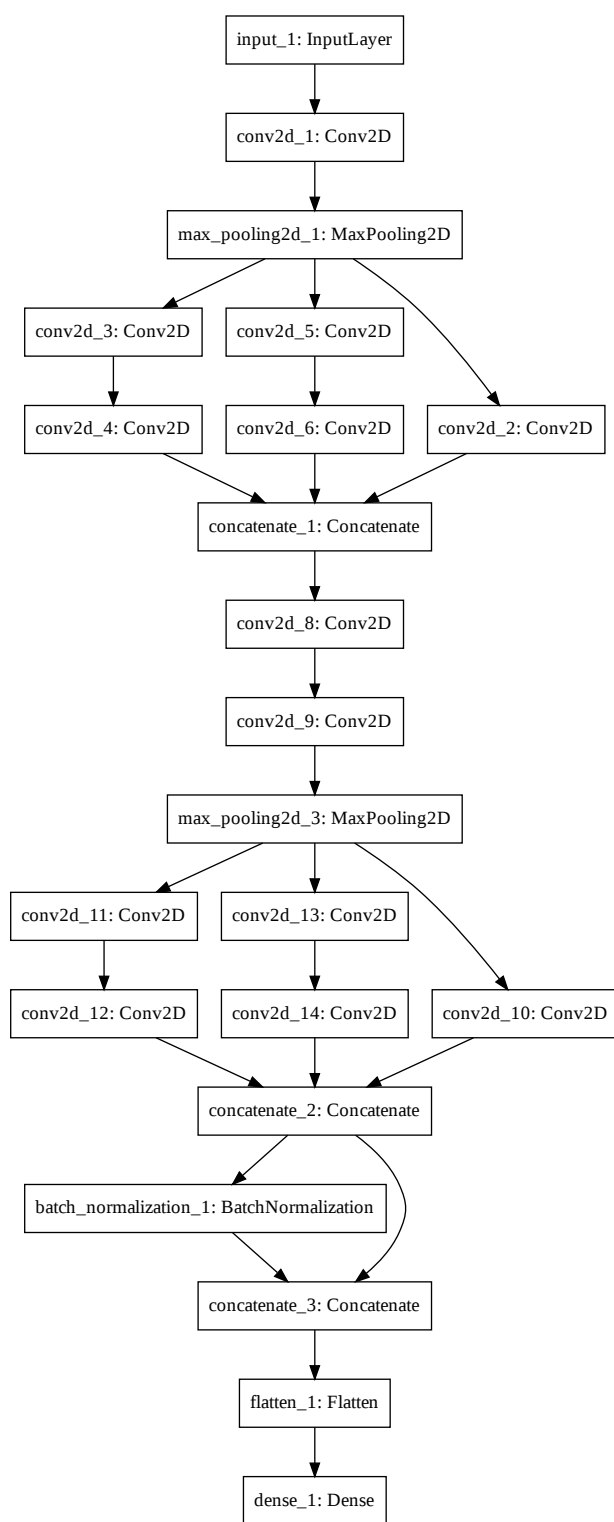 input_1: InputLayer
conv2d_1: Conv2D
max_pooling2d_1: MaxPooling2D
conv2d_3: Conv2D
conv2d_5: Conv2D
conv2d_4: Conv2D
conv2d_6: Conv2D
conv2d_2: Conv2D
concatenate_1: Concatenate
conv2d_8: Conv2D
conv2d_9: Conv2D
max_pooling2d_3: MaxPooling2D
conv2d_11: Conv2D
conv2d_13: Conv2D
conv2d_12: Conv2D
conv2d_14: Conv2D
conv2d_10: Conv2D
concatenate_2: Concatenate
batch_normalization_1: BatchNormalization
concatenate_3: Concatenate
flatten_1: Flatten
dense_1: Dense